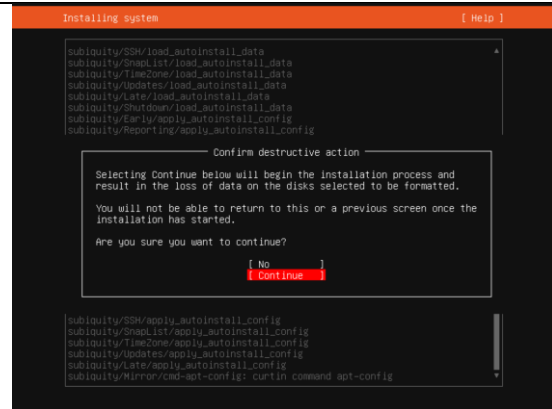 Installing system [ Help ]
subiquity/SSH/load_autoinstall_data
subiquity/SnapList/load_autoinstall_data
subiquity/TimeZone/load_autoinstall_data
subiquity/Updates/load_autoinstall_data
subiquity/Late/load_autoinstall_data
subiquity/Shutdown/load_autoinstall_data
subiquity/Early/apply_autoinstall_config
subiquity/Reporting/apply_autoinstall_config
Confirm destructive action
Selecting Continue below will begin the installation process and
result in the loss of data on the disks selected to be formatted.
You will not be able to return to this or a previous screen once the
installation has started.
Are you sure you want to continue?
[ No ]
[ Continue ]
subiquity/SSH/apply_autoinstall_config
subiquity/SnapList/apply_autoinstall_config
subiquity/TimeZone/apply_autoinstall_config
subiquity/Updates/apply_autoinstall_config
subiquity/Late/apply_autoinstall_config
subiquity/Mirror/cmd-apt-config: curtin command apt-config